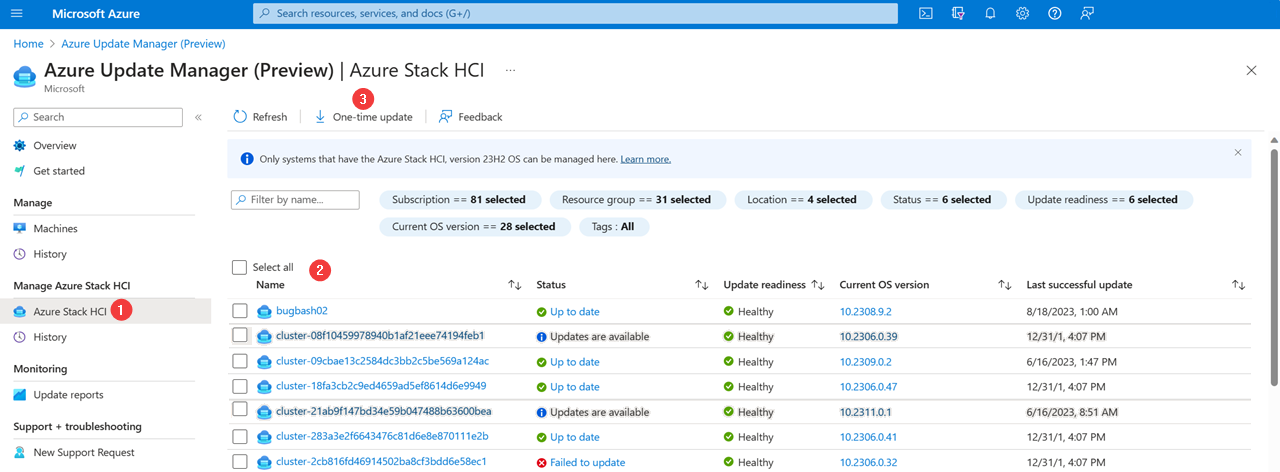 Microsoft Azure
Search resources, services, and docs (G+/)
Home > Azure Update Manager (Preview)
Azure Update Manager (Preview) | Azure Stack HCI ...
Microsoft
3
Search «
Refresh One-time update Feedback
Overview
Get started
Manage
Machines
History
Manage Azure Stack HCI
Azure Stack HCI 1
History
Monitoring
Update reports
Support + troubleshooting
New Support Request
Only systems that have the Azure Stack HCI, version 23H2 OS can be managed here. Learn more.
Filter by name... Subscription == 81 selected Resource group == 31 selected Location == 4 selected Status == 6 selected Update readiness == 6 selected
Current OS version == 28 selected Tags : All
Select all 2
Name Status Update readiness Current OS version Last successful update
bugbash02 Up to date Healthy 10.2308.9.2 8/18/2023, 1:00 AM
cluster-08f10459978940b1af21eee74194feb1 Updates are available Healthy 10.2306.0.39 12/31/1, 4:07 PM
cluster-09cbae13c2584dc3bb2c5be569a124ac Up to date Healthy 10.2309.0.2 6/16/2023, 1:47 PM
cluster-18fa3cb2c9ed4659ad5ef8614d6e9949 Up to date Healthy 10.2306.0.47 12/31/1, 4:07 PM
cluster-21ab9f147bd34e59b047488b63600bea Updates are available Healthy 10.2311.0.1 6/16/2023, 8:51 AM
cluster-283a3e2f6643476c81d6e8e870111e2b Up to date Healthy 10.2306.0.41 12/31/1, 4:07 PM
cluster-2cb816fd46914502ba8cf3bdd6e58ec1 Failed to update Healthy 10.2306.0.32 12/31/1, 4:07 PM